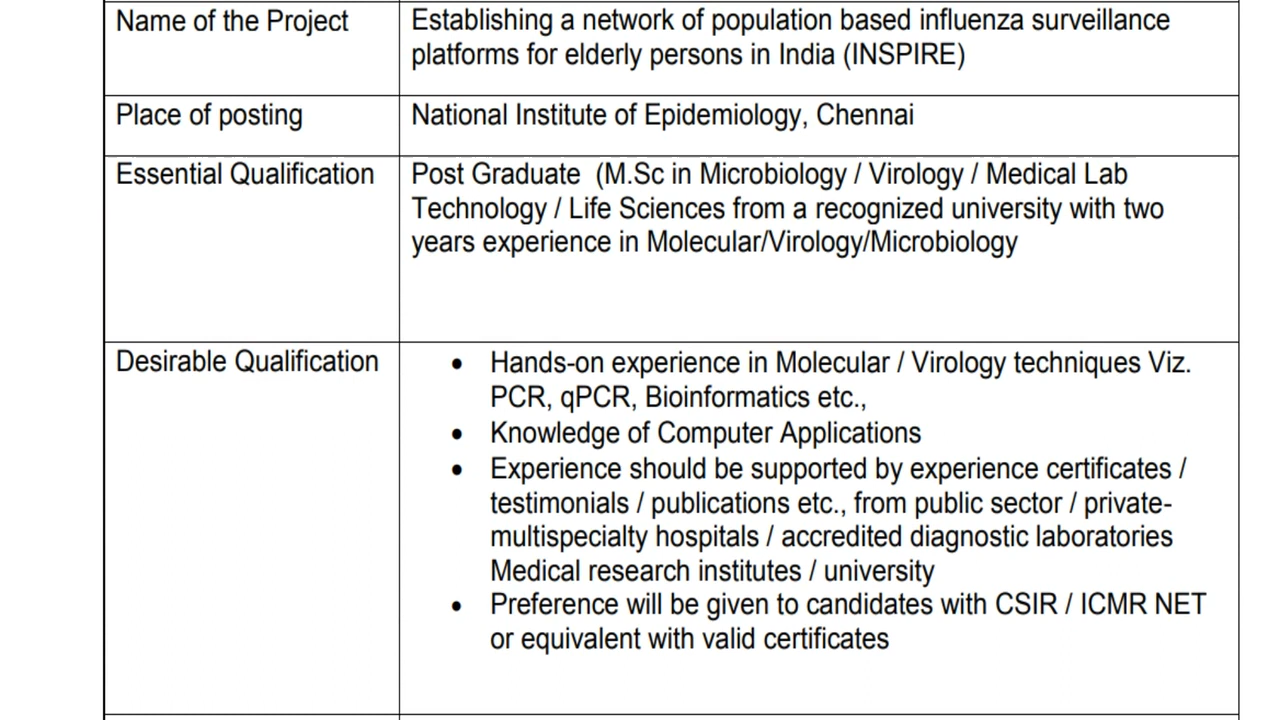 Name of the Project
Establishing a network of population based influenza surveillance
platforms for elderly persons in India (INSPIRE)
Place of posting
National Institute of Epidemiology, Chennai
Essential Qualification
Post Graduate  (M.Sc in Microbiology / Virology / Medical Lab
Technology / Life Sciences from a recognized university with two
years experience in Molecular/Virology/Microbiology
Desirable Qualification
• Hands-on experience in Molecular / Virology techniques Viz.
PCR, qPCR, Bioinformatics etc.,
• Knowledge of Computer Applications
• Experience should be supported by experience certificates /
testimonials / publications etc., from public sector / private-
multispecialty hospitals / accredited diagnostic laboratories
Medical research institutes / university
• Preference will be given to candidates with CSIR / ICMR NET
or equivalent with valid certificates